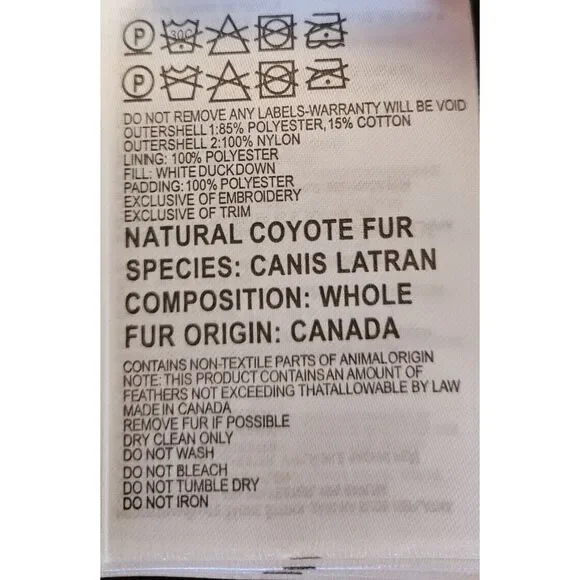 P 30C
P
DO NOT REMOVE ANY LABELS-WARRANTY WILL BE VOID
OUTERSHELL 1:85% POLYESTER, 15% COTTON
OUTERSHELL 2:100% NYLON
LINING: 100% POLYESTER
FILL: WHITE DUCKDOWN
PADDING: 100% POLYESTER
EXCLUSIVE OF EMBROIDERY
EXCLUSIVE OF TRIM
NATURAL COYOTE FUR
SPECIES: CANIS LATRAN
COMPOSITION: WHOLE
FUR ORIGIN: CANADA
CONTAINS NON-TEXTILE PARTS OF ANIMALORIGIN
NOTE: THIS PRODUCT CONTAINSAN AMOUNT OF
FEATHERS NOT EXCEEDING THATALLOWABLE BY LAW
MADE IN CANADA
REMOVE FUR IF POSSIBLE
DRY CLEAN ONLY
DO NOT WASH
DO NOT BLEACH
DO NOT TUMBLE DRY
DO NOT IRON